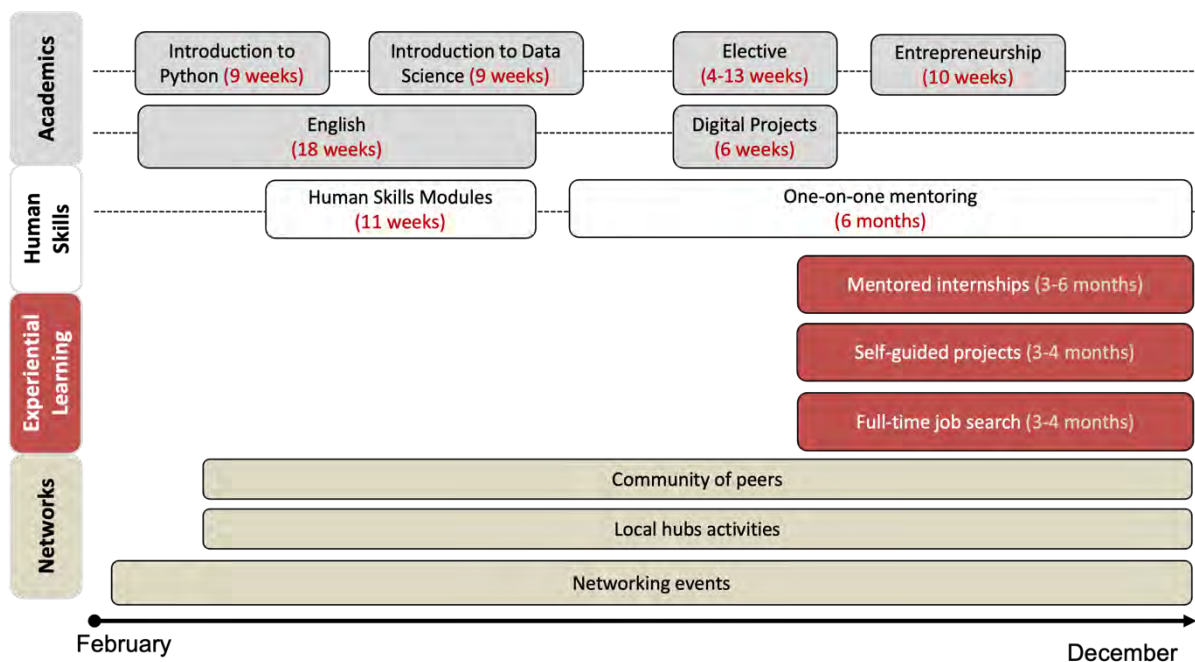 Academics
Introduction to
Python (9 weeks)
Introduction to Data
Science (9 weeks)
Elective
(4-13 weeks)
Entrepreneurship
(10 weeks)
English
(18 weeks)
Digital Projects
(6 weeks)
Human
Skills
Human Skills Modules
(11 weeks)
One-on-one mentoring
(6 months)
Experiential
Learning
Mentored internships (3-6 months)
Self-guided projects (3-4 months)
Full-time job search (3-4 months)
Networks
Community of peers
Local hubs activities
Networking events
February
December